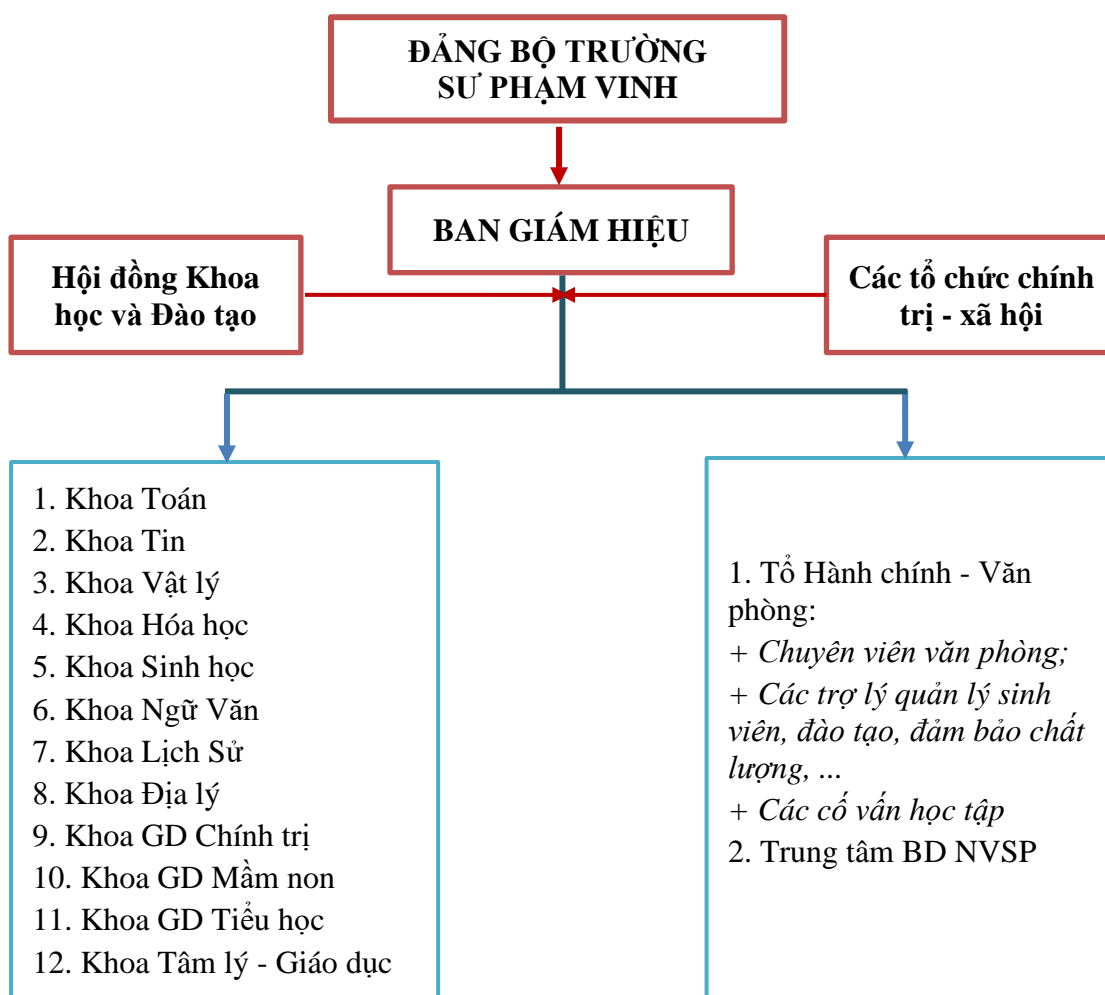 ĐẢNG BỘ TRƯỜNG
SƯ PHẠM VINH
BAN GIÁM HIỆU
Hội đồng Khoa
học và Đào tạo
Các tổ chức chính
trị - xã hội
1. Khoa Toán
2. Khoa Tin
3. Khoa Vật lý
4. Khoa Hóa học
5. Khoa Sinh học
6. Khoa Ngữ Văn
7. Khoa Lịch Sử
8. Khoa Địa lý
9. Khoa GD Chính trị
10. Khoa GD Mầm non
11. Khoa GD Tiểu học
12. Khoa Tâm lý - Giáo dục
1. Tổ Hành chính - Văn
phòng:
+ Chuyên viên văn phòng;
+ Các trợ lý quản lý sinh
viên, đào tạo, đảm bảo chất
lượng, ...
+ Các cố vấn học tập
2. Trung tâm BD NVSP